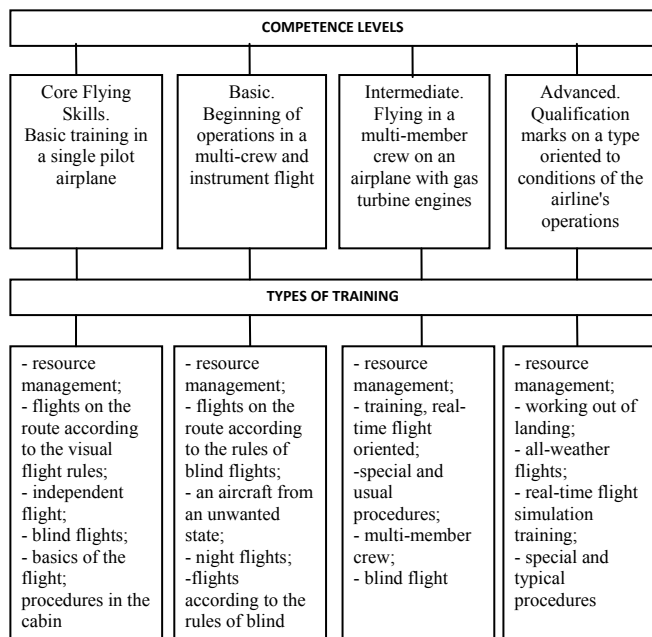 COMPETENCE LEVELS
Core Flying
Skills.
Basic training in
a single pilot
airplane
Basic.
Beginning of
operations in a
multi-crew and
instrument flight
Intermediate.
Flying in a
multi-member
crew on an
airplane with gas
turbine engines
Advanced.
Qualification
marks on a type
oriented to
conditions of the
airline's
operations
TYPES OF TRAINING
- resource
management;
- flights on the
route according
to the visual
flight rules;
- independent
flight;
- blind flights;
- basics of the
flight;
procedures in the
cabin
- resource
management;
- flights on the
route according
to the rules of
blind flights;
- an aircraft from
an unwanted
state;
- night flights;
-flights
according to the
rules of blind
- resource
management;
- training, real-
time flight
oriented;
-special and
usual
procedures;
- multi-member
crew;
- blind flight
- resource
management;
- working out of
landing;
- all-weather
flights;
- real-time flight
simulation
training;
- special and
typical
procedures